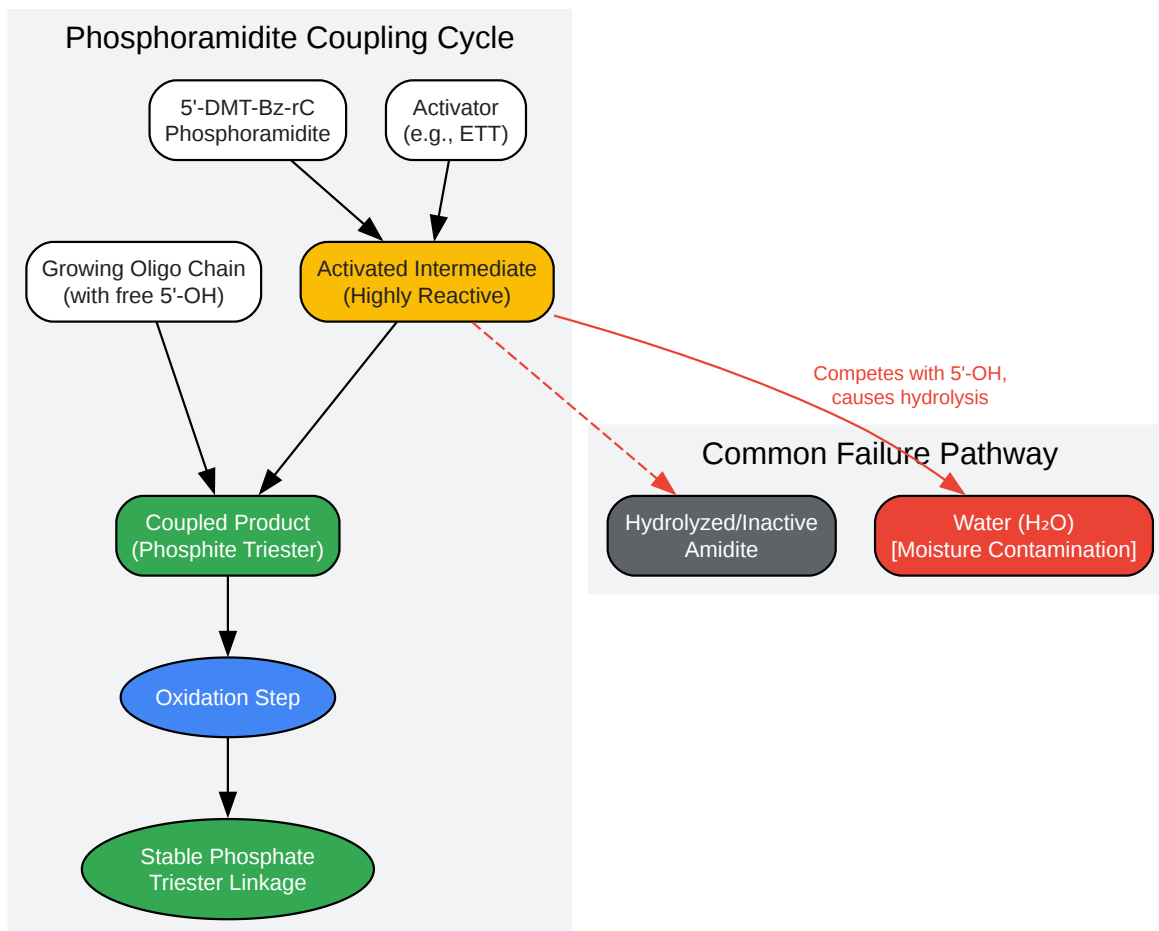 Phosphoramidite Coupling Cycle
5'-DMT-Bz-rC
Phosphoramidite
Activator
(e.g., ETT)
Growing Oligo Chain
(with free 5'-OH)
Activated Intermediate
(Highly Reactive)
Competes with 5'-OH,
causes hydrolysis
Common Failure Pathway
Coupled Product
(Phosphite Triester)
Hydrolyzed/Inactive
Amidite
Water (H₂O)
[Moisture Contamination]
Oxidation Step
Stable Phosphate
Triester Linkage